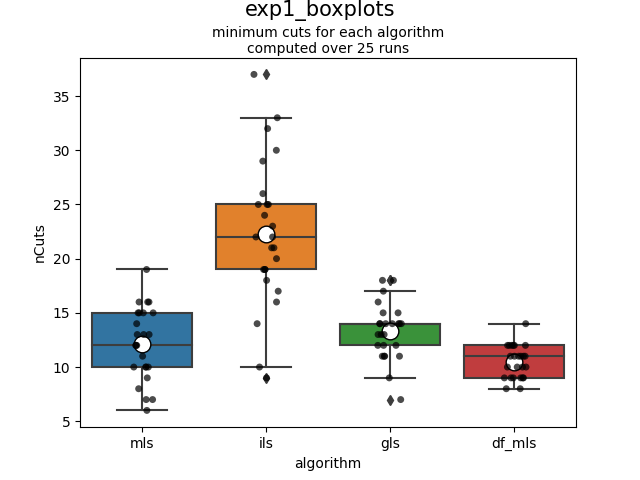 exp1_boxplots
minimum cuts for each algorithm
computed over 25 runs
nCuts
35
30
25
20
15
10
5
mls
ils
gls
df_mls
algorithm